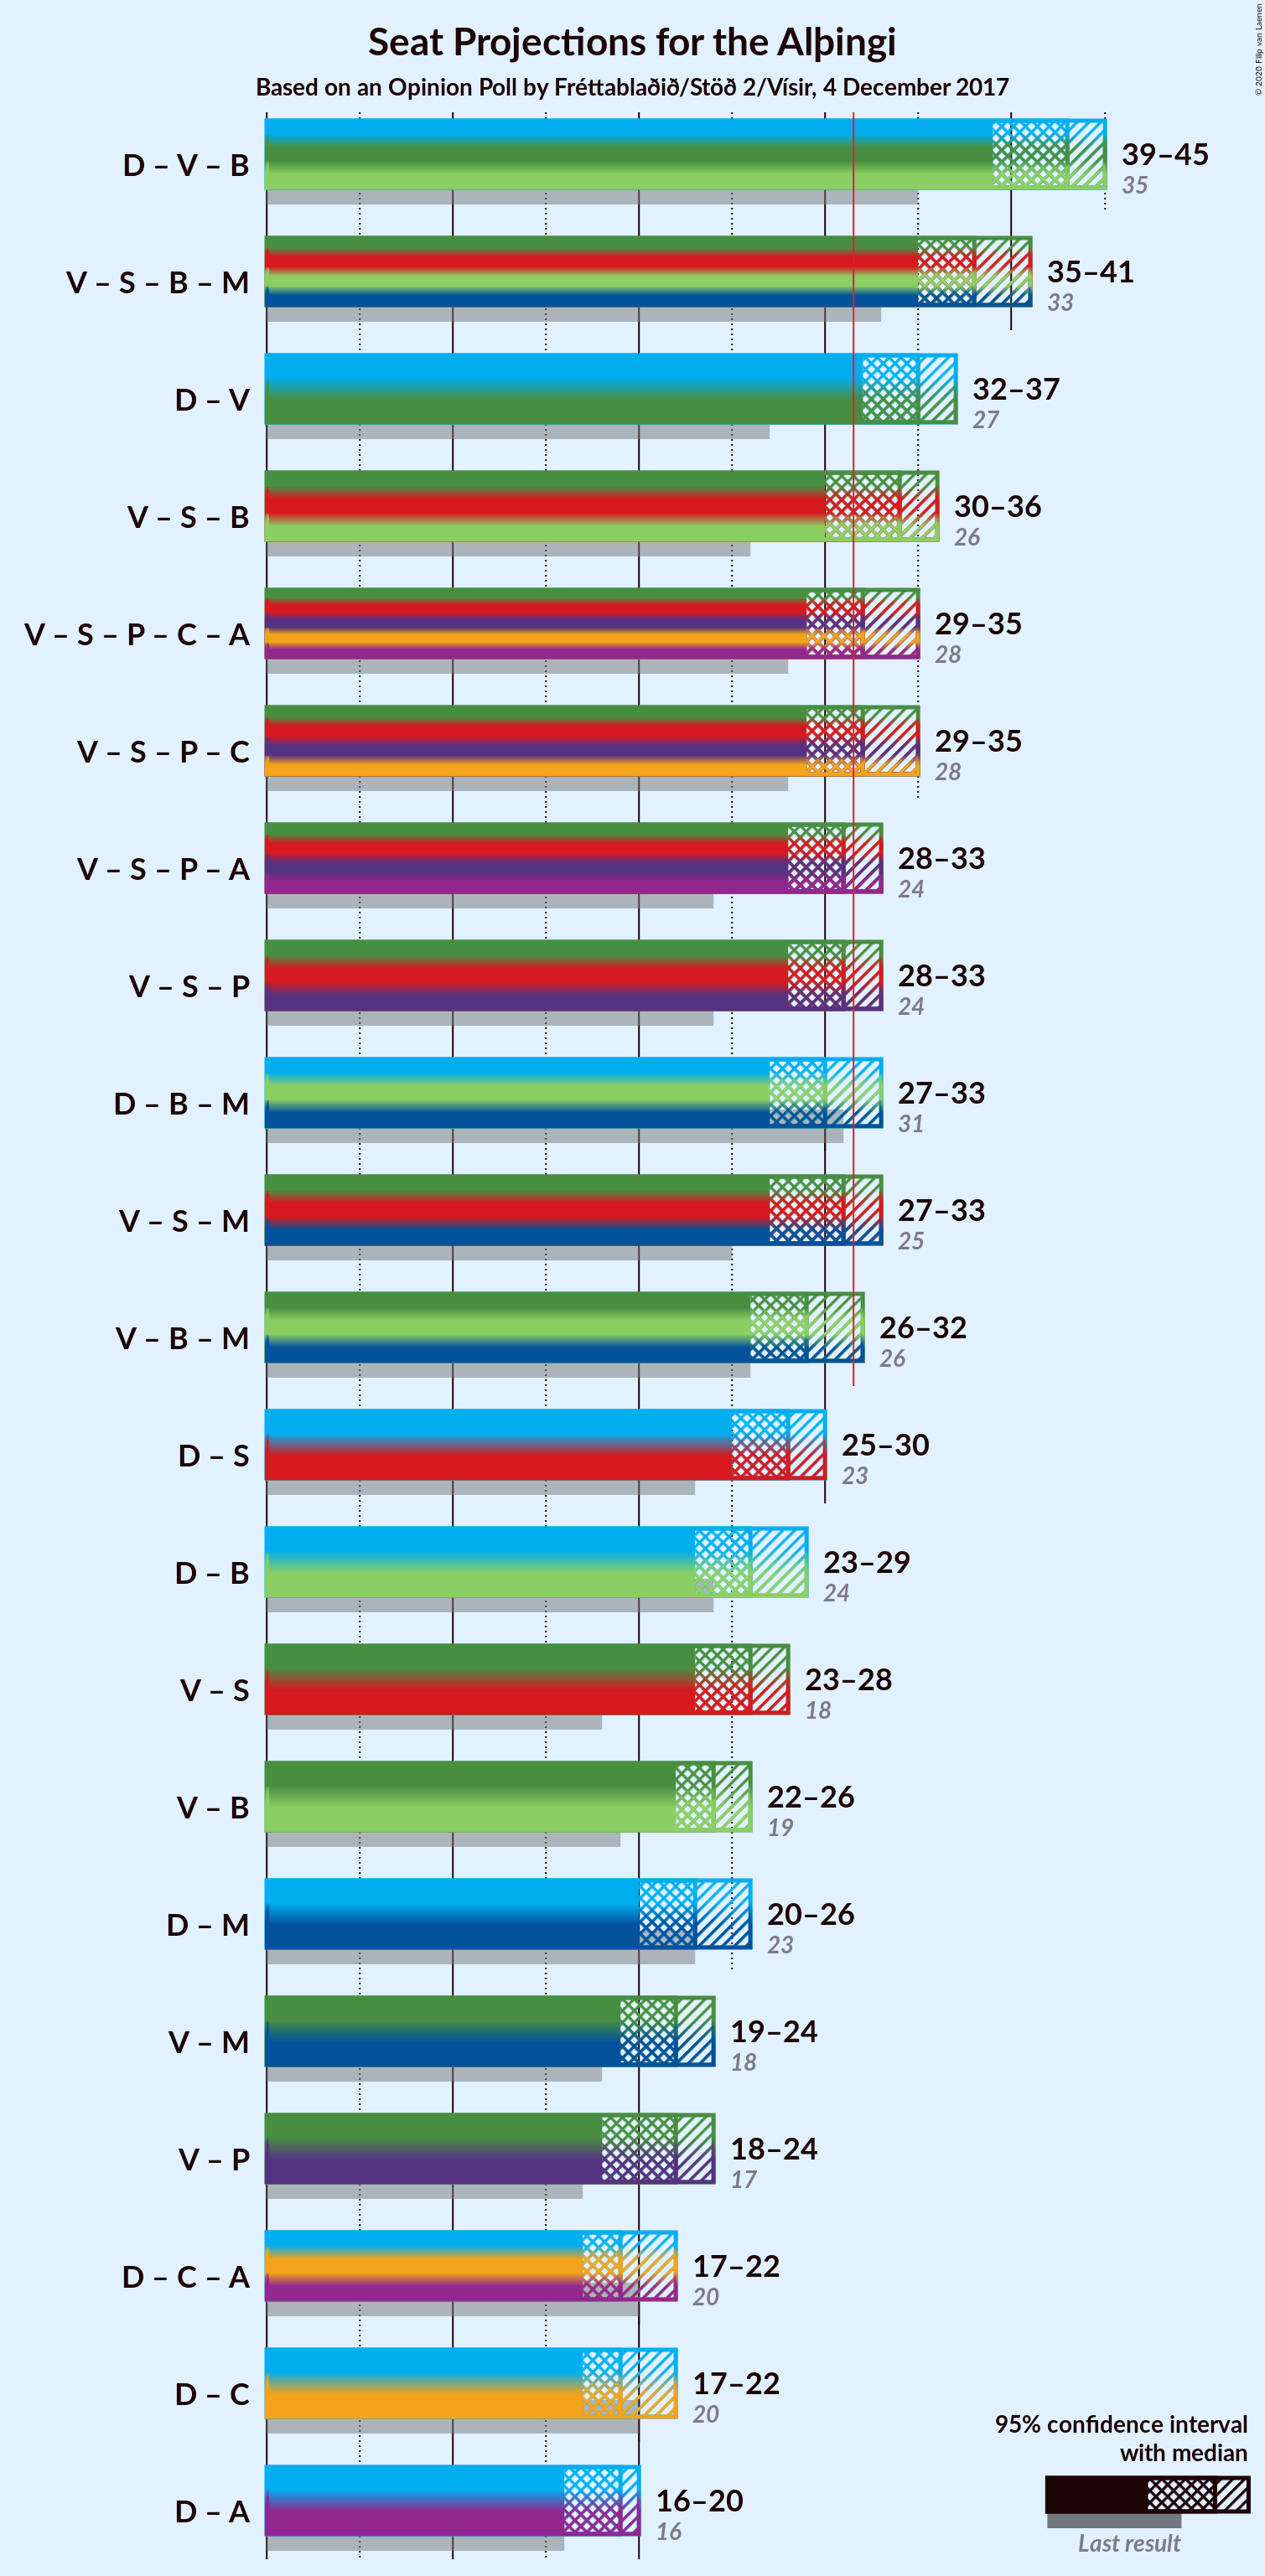 Seat Projections for the Alþingi
Based on an Opinion Poll by Fréttablaðið/Stöð 2/Vísir, 4 December 2017
© 2020 Filip van Laenen
D – V – B
39–45
35
V – S – B – M
35–41
33
D – V
32–37
27
V – S – B
30–36
26
V – S – P – C – A
29–35
28
V – S – P – C
29–35
28
V – S – P – A
28–33
24
V – S – P
28–33
24
D – B – M
27–33
31
V – S – M
27–33
25
V – B – M
26–32
26
D – S
25–30
23
D – B
23–29
24
V – S
23–28
18
V – B
22–26
19
D – M
20–26
23
V – M
19–24
18
V – P
18–24
17
D – C – A
17–22
20
D – C
17–22
20
D – A
16–20
16
95% confidence interval
with median
Last result